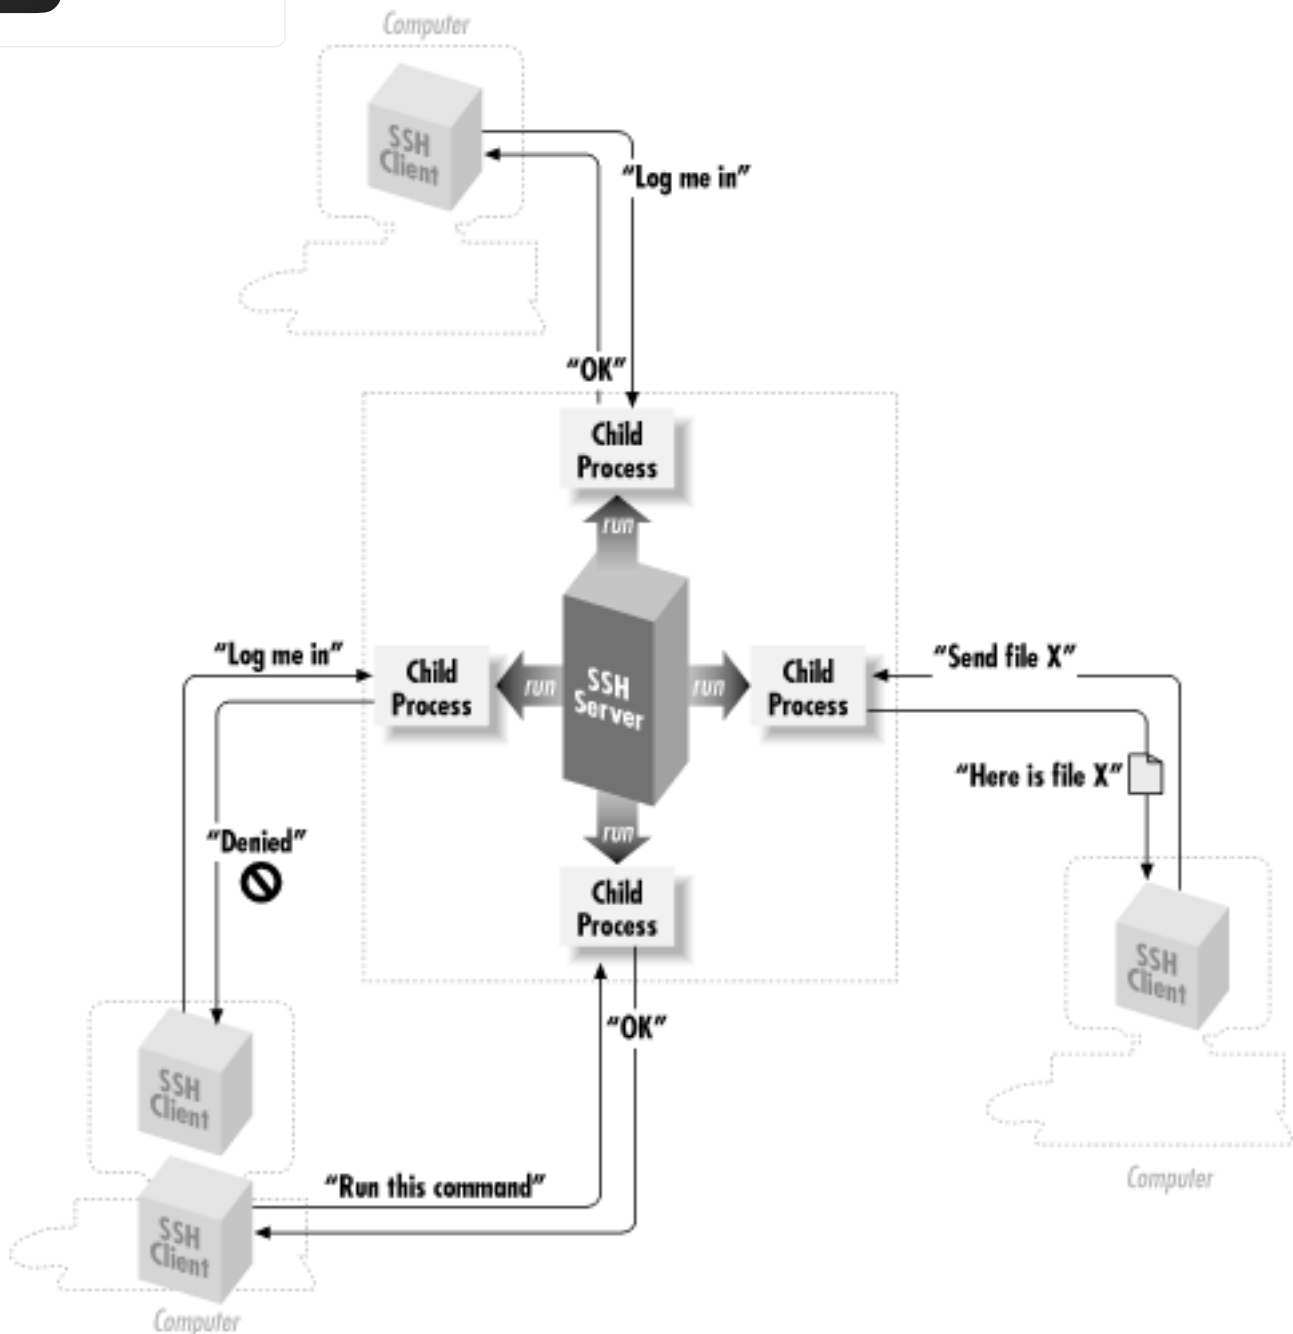 Computer
SSH
Client
“Log me in”
“OK”
Child
Process
run
“Log me in”
Child
Process
run
SSH
Server
run
Child
Process
“Send file X”
“Here is file X”
“Denied”
run
Child
Process
“OK”
SSH
Client
SSH
Client
“Run this command”
SSH
Client
Computer
Computer